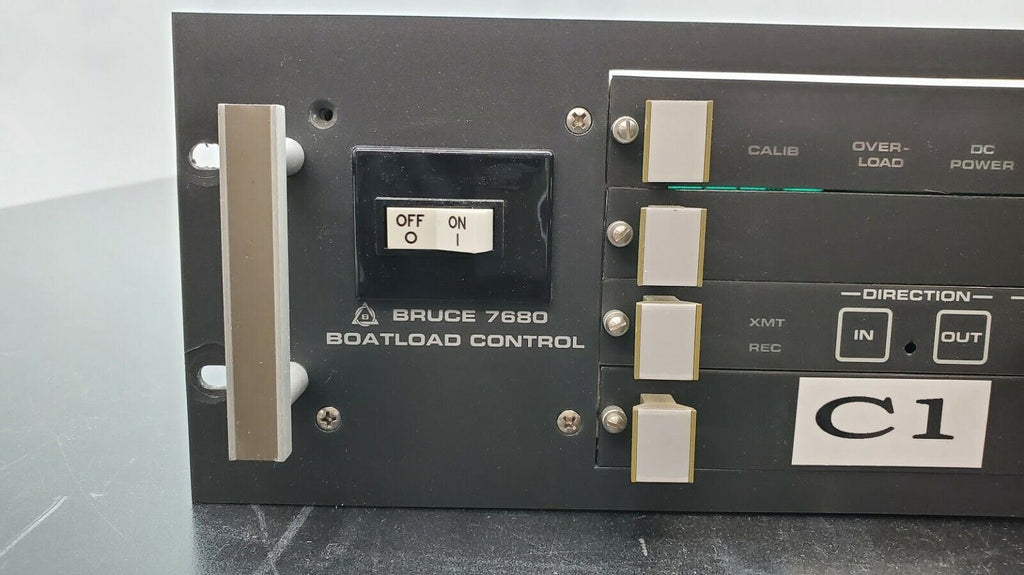 OFF ON
O I
B
BRUCE 7680
BOATLOAD CONTROL
CALIB
OVER-
LOAD
DC
POWER
XMT
REC
DIRECTION
IN
OUT
C1